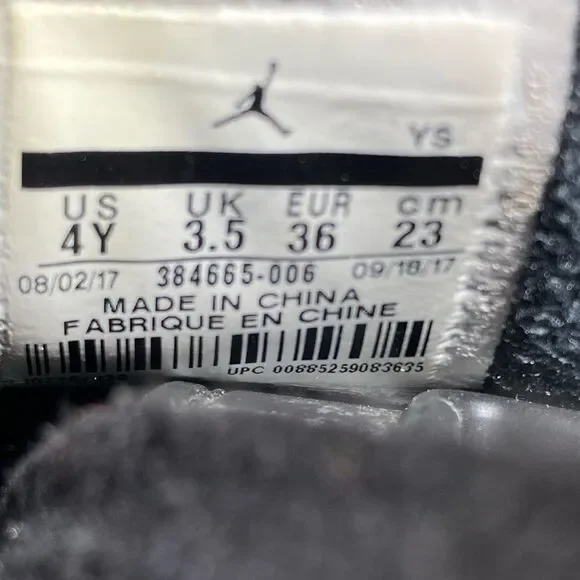 YS
US UK EUR cm
4Y 3.5 36 23
08/02/17 384665-006 09/18/17
MADE IN CHINA
FABRIQUE EN CHINE
UPC 00885259083635